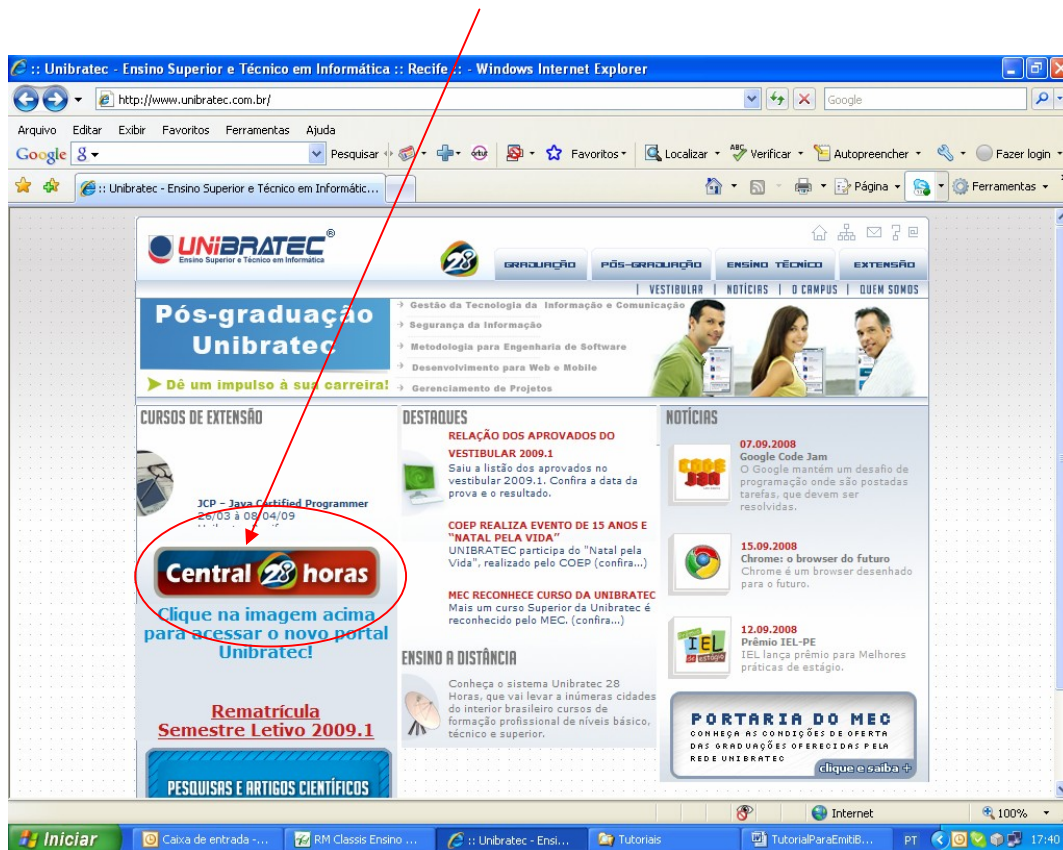 :: Unibratec - Ensino Superior e Técnico em Informática :: Recife :: - Windows Internet Explorer
http://www.unibratec.com.br/
Google
Arquivo Editar Exibir Favoritos Ferramentas Ajuda
Google Pesquisar Favoritos Localizar Verificar Autopreencher Fazer login
:: Unibratec - Ensino Superior e Técnico em Informátic... Página Ferramentas
UNIBRATEC®
Ensino Superior e Técnico em Informática
28 GRADUAÇÃO PÓS-GRADUAÇÃO ENSINO TÉCNICO EXTENSÃO
| VESTIBULAR | NOTÍCIAS | O CAMPUS | QUEM SOMOS
Pós-graduação
Unibratec
Dê um impulso à sua carreira!
Gestão da Tecnologia da Informação e Comunicação
Segurança da Informação
Metodologia para Engenharia de Software
Desenvolvimento para Web e Mobile
Gerenciamento de Projetos
CURSOS DE EXTENSÃO
JCP - Java Certified Programmer
26/03 à 08/04/09
Central 28 horas
Clique na imagem acima
para acessar o novo portal
Unibratec!
Rematrícula
Semestre Letivo 2009.1
PESQUISAS E ARTIGOS CIENTÍFICOS
DESTAQUES
RELAÇÃO DOS APROVADOS DO
VESTIBULAR 2009.1
Saiu a listão dos aprovados no
vestibular 2009.1. Confira a data da
prova e o resultado.
COEP REALIZA EVENTO DE 15 ANOS E
"NATAL PELA VIDA"
UNIBRATEC participa do "Natal pela
Vida", realizado pelo COEP (confira...)
MEC RECONHECE CURSO DA UNIBRATEC
Mais um curso Superior da Unibratec é
reconhecido pelo MEC. (confira...)
ENSINO A DISTÂNCIA
Conheça o sistema Unibratec 28
Horas, que vai levar a inúmeras cidades
do interior brasileiro cursos de
formação profissional de níveis básico,
técnico e superior.
NOTÍCIAS
CODE JAM
07.09.2008
Google Code Jam
O Google mantém um desafio de
programação onde são postadas
tarefas, que devem ser
resolvidas.
15.09.2008
Chrome: o browser do futuro
Chrome é um browser desenhado
para o futuro.
IEL
12.09.2008
Prêmio IEL-PE
IEL lança prêmio para Melhores
práticas de estágio.
PORTARIA DO MEC
CONHEÇA AS CONDIÇÕES DE OFERTA
DAS GRADUAÇÕES OFERECIDAS PELA
REDE UNIBRATEC
clique e saiba +
Internet 100%
Iniciar Caixa de entrada -... RM Classis Ensino ... :: Unibratec - Ensi... Tutoriais TutorialParaEmitiB... PT 17:40